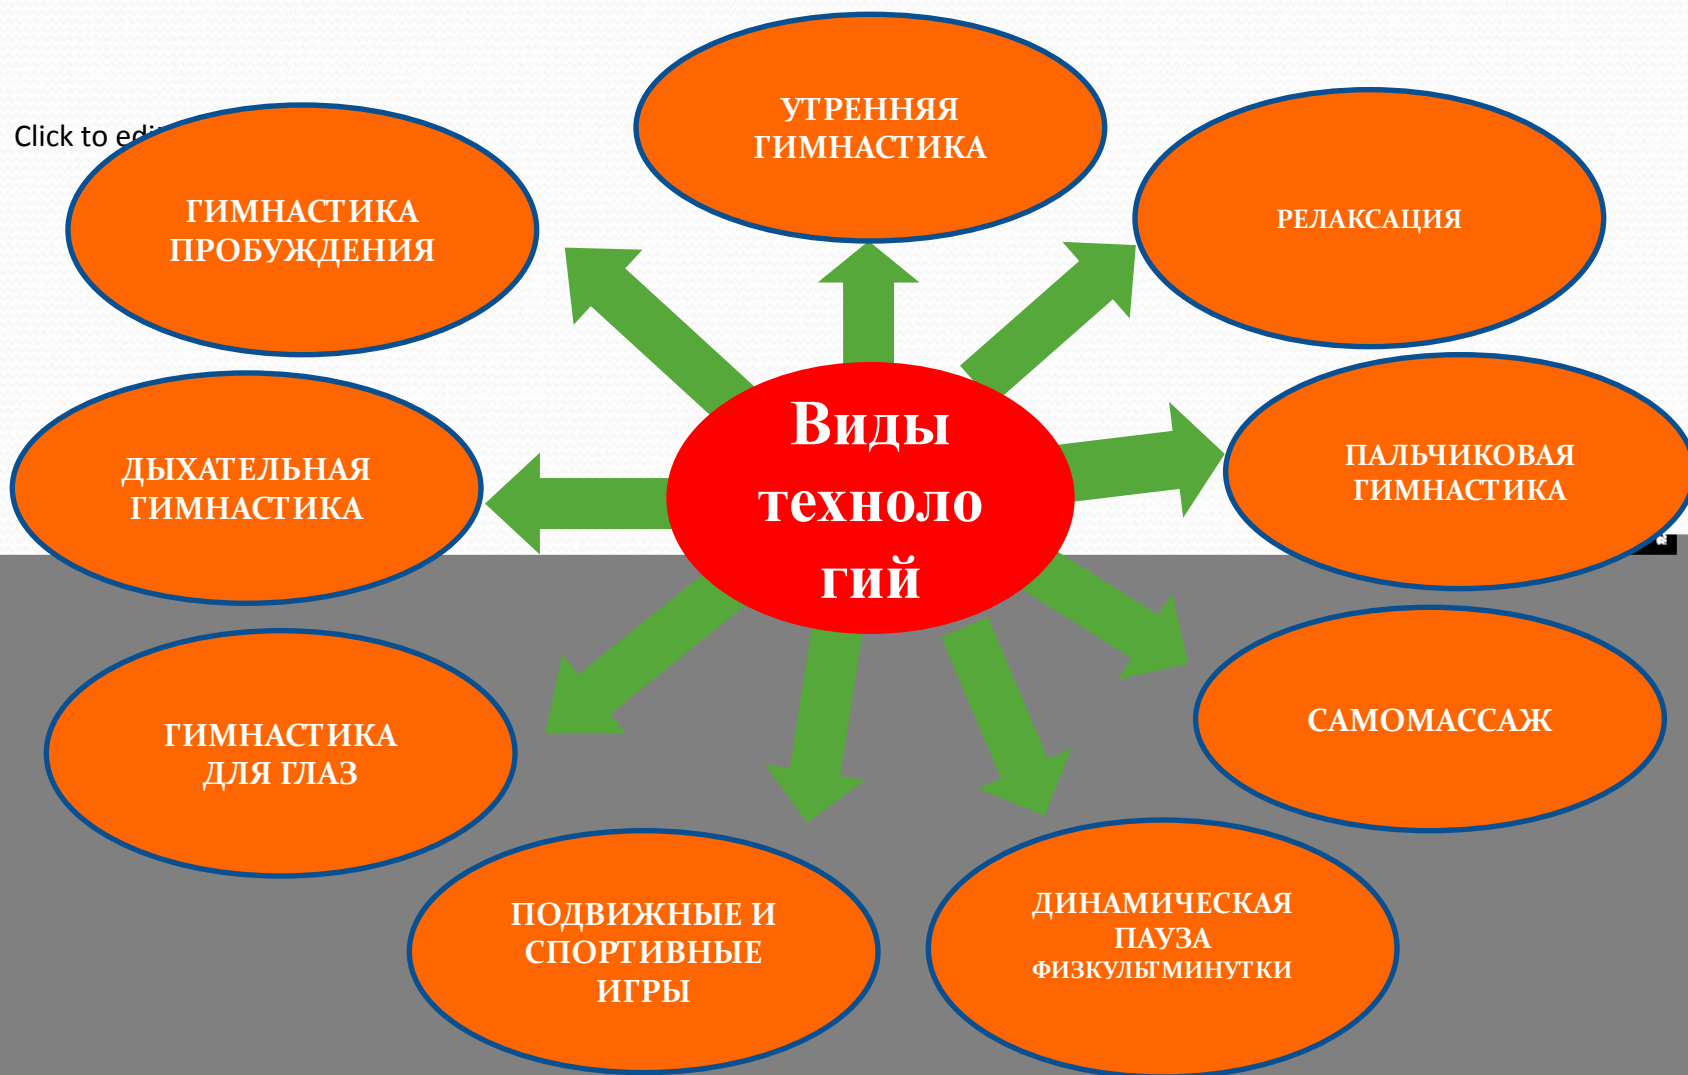 УТРЕННЯЯ
ГИМНАСТИКА
Click to edit
ГИМНАСТИКА
ПРОБУЖДЕНИЯ
РЕЛАКСАЦИЯ
Виды
техноло
гий
ДЫХАТЕЛЬНАЯ
ГИМНАСТИКА
ПАЛЬЧИКОВАЯ
ГИМНАСТИКА
ГИМНАСТИКА
ДЛЯ ГЛАЗ
САМОМАССАЖ
ПОДВИЖНЫЕ И
СПОРТИВНЫЕ
ИГРЫ
ДИНАМИЧЕСКАЯ
ПАУЗА
ФИЗКУЛЬТМИНУТКИ